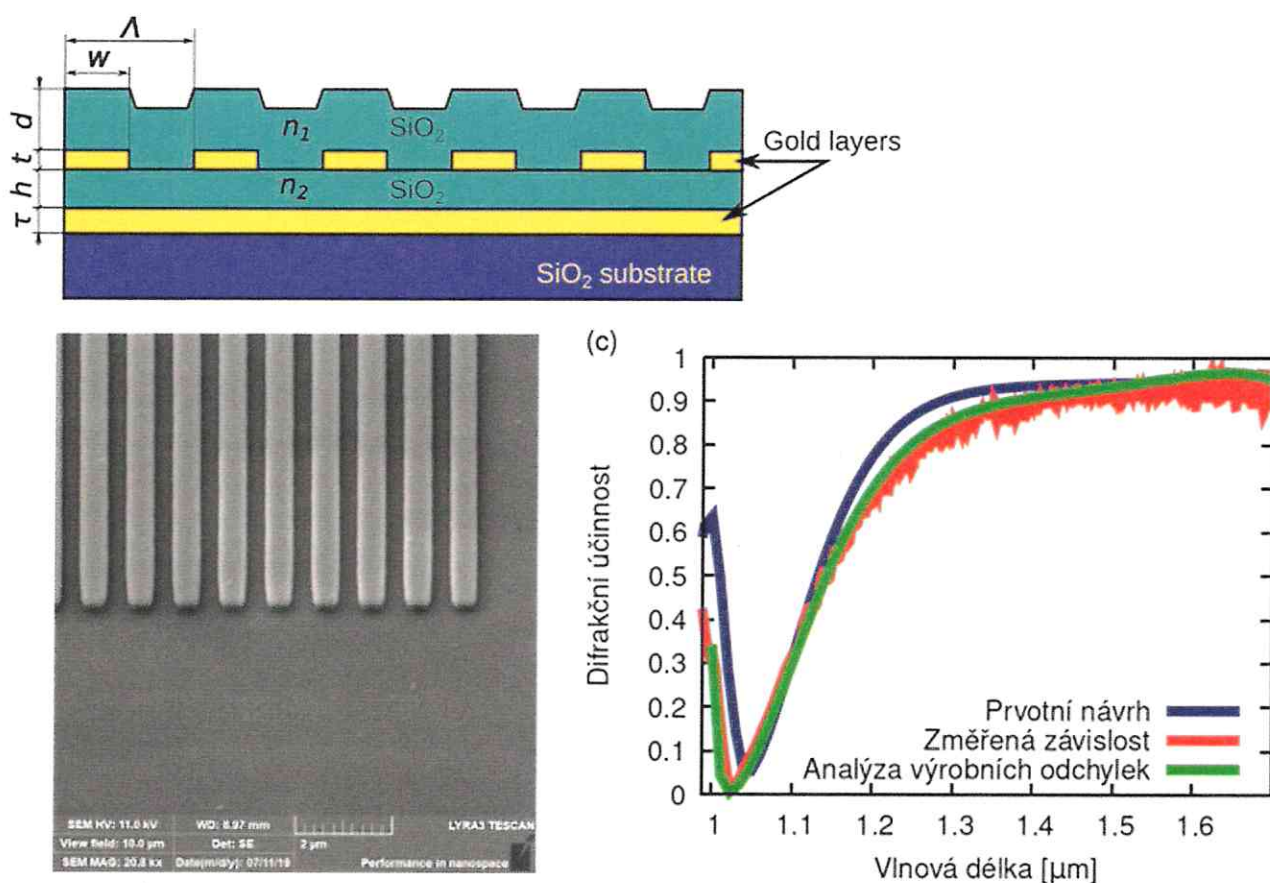 Λ
w
d
t
h
τ
n₁ SiO₂
n₂ SiO₂
Gold layers
SiO₂ substrate
SEM HV: 11.0 kV WD: 8.97 mm LYRA3 TESCAN
View field: 10.0 µm Det: SE 2 µm
SEM MAG: 20.8 kx Date(m/d/y): 07/11/19 Performance in nanospace
(c)
Difrakční účinnost
1
0.9
0.8
0.7
0.6
0.5
0.4
0.3
0.2
0.1
0
Prvotní návrh
Změřená závislost
Analýza výrobních odchylek
1 1.1 1.2 1.3 1.4 1.5 1.6
Vlnová délka [µm]